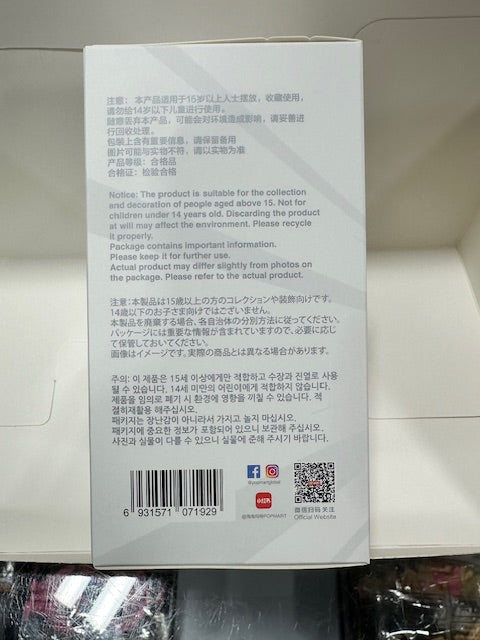 注意： 本产品适用于15岁以上人士摆放，收藏使用，
请勿给14岁以下儿童进行使用。
随意丢弃本产品，可能会对环境造成影响，请妥善进
行回收处理。
包装上含有重要信息，请保留备用
图片可能与实物不符，请以实物为准
产品等级：合格品
合格证：检验合格
Notice: The product is suitable for the collection
and decoration of people aged above 15. Not for
children under 14 years old. Discarding the product
at will may affect the environment. Please recycle
it properly.
Package contains important information.
Please keep it for further use.
Actual product may differ slightly from photos on
the package. Please refer to the actual product.
注意：本製品は15歳以上の方のコレクションや装飾向けです。
14歳以下のお子さま向けではございません。
本製品を廃棄する場合、各自治体の分別方法に従ってください。
パッケージには重要な情報が含まれていますので、必要に応じ
て保管しておいてください。
画像はイメージです。実際の商品とは異なる場合があります。
주의: 이 제품은 15세 이상에게만 적합하고 수장과 진열로 사용
될 수 있습니다. 14세 미만의 어린이에게 적합하지 않습니다.
제품을 임의로 폐기 시 환경에 영향을 끼칠 수 있습니다. 적
절히재활용 해주십시오.
패키지는 장난감이 아니라서 가지고 놀지 마십시오.
패키지에 중요한 정보가 포함되어 있으니 보관해 주십시오.
사진과 실물이 다를 수 있으니 실물에 준해 주시기 바랍니다.
6 931571 071929
@popmartglobal
小红书
@泡泡玛特POPMART
微信扫码关注
Official Website